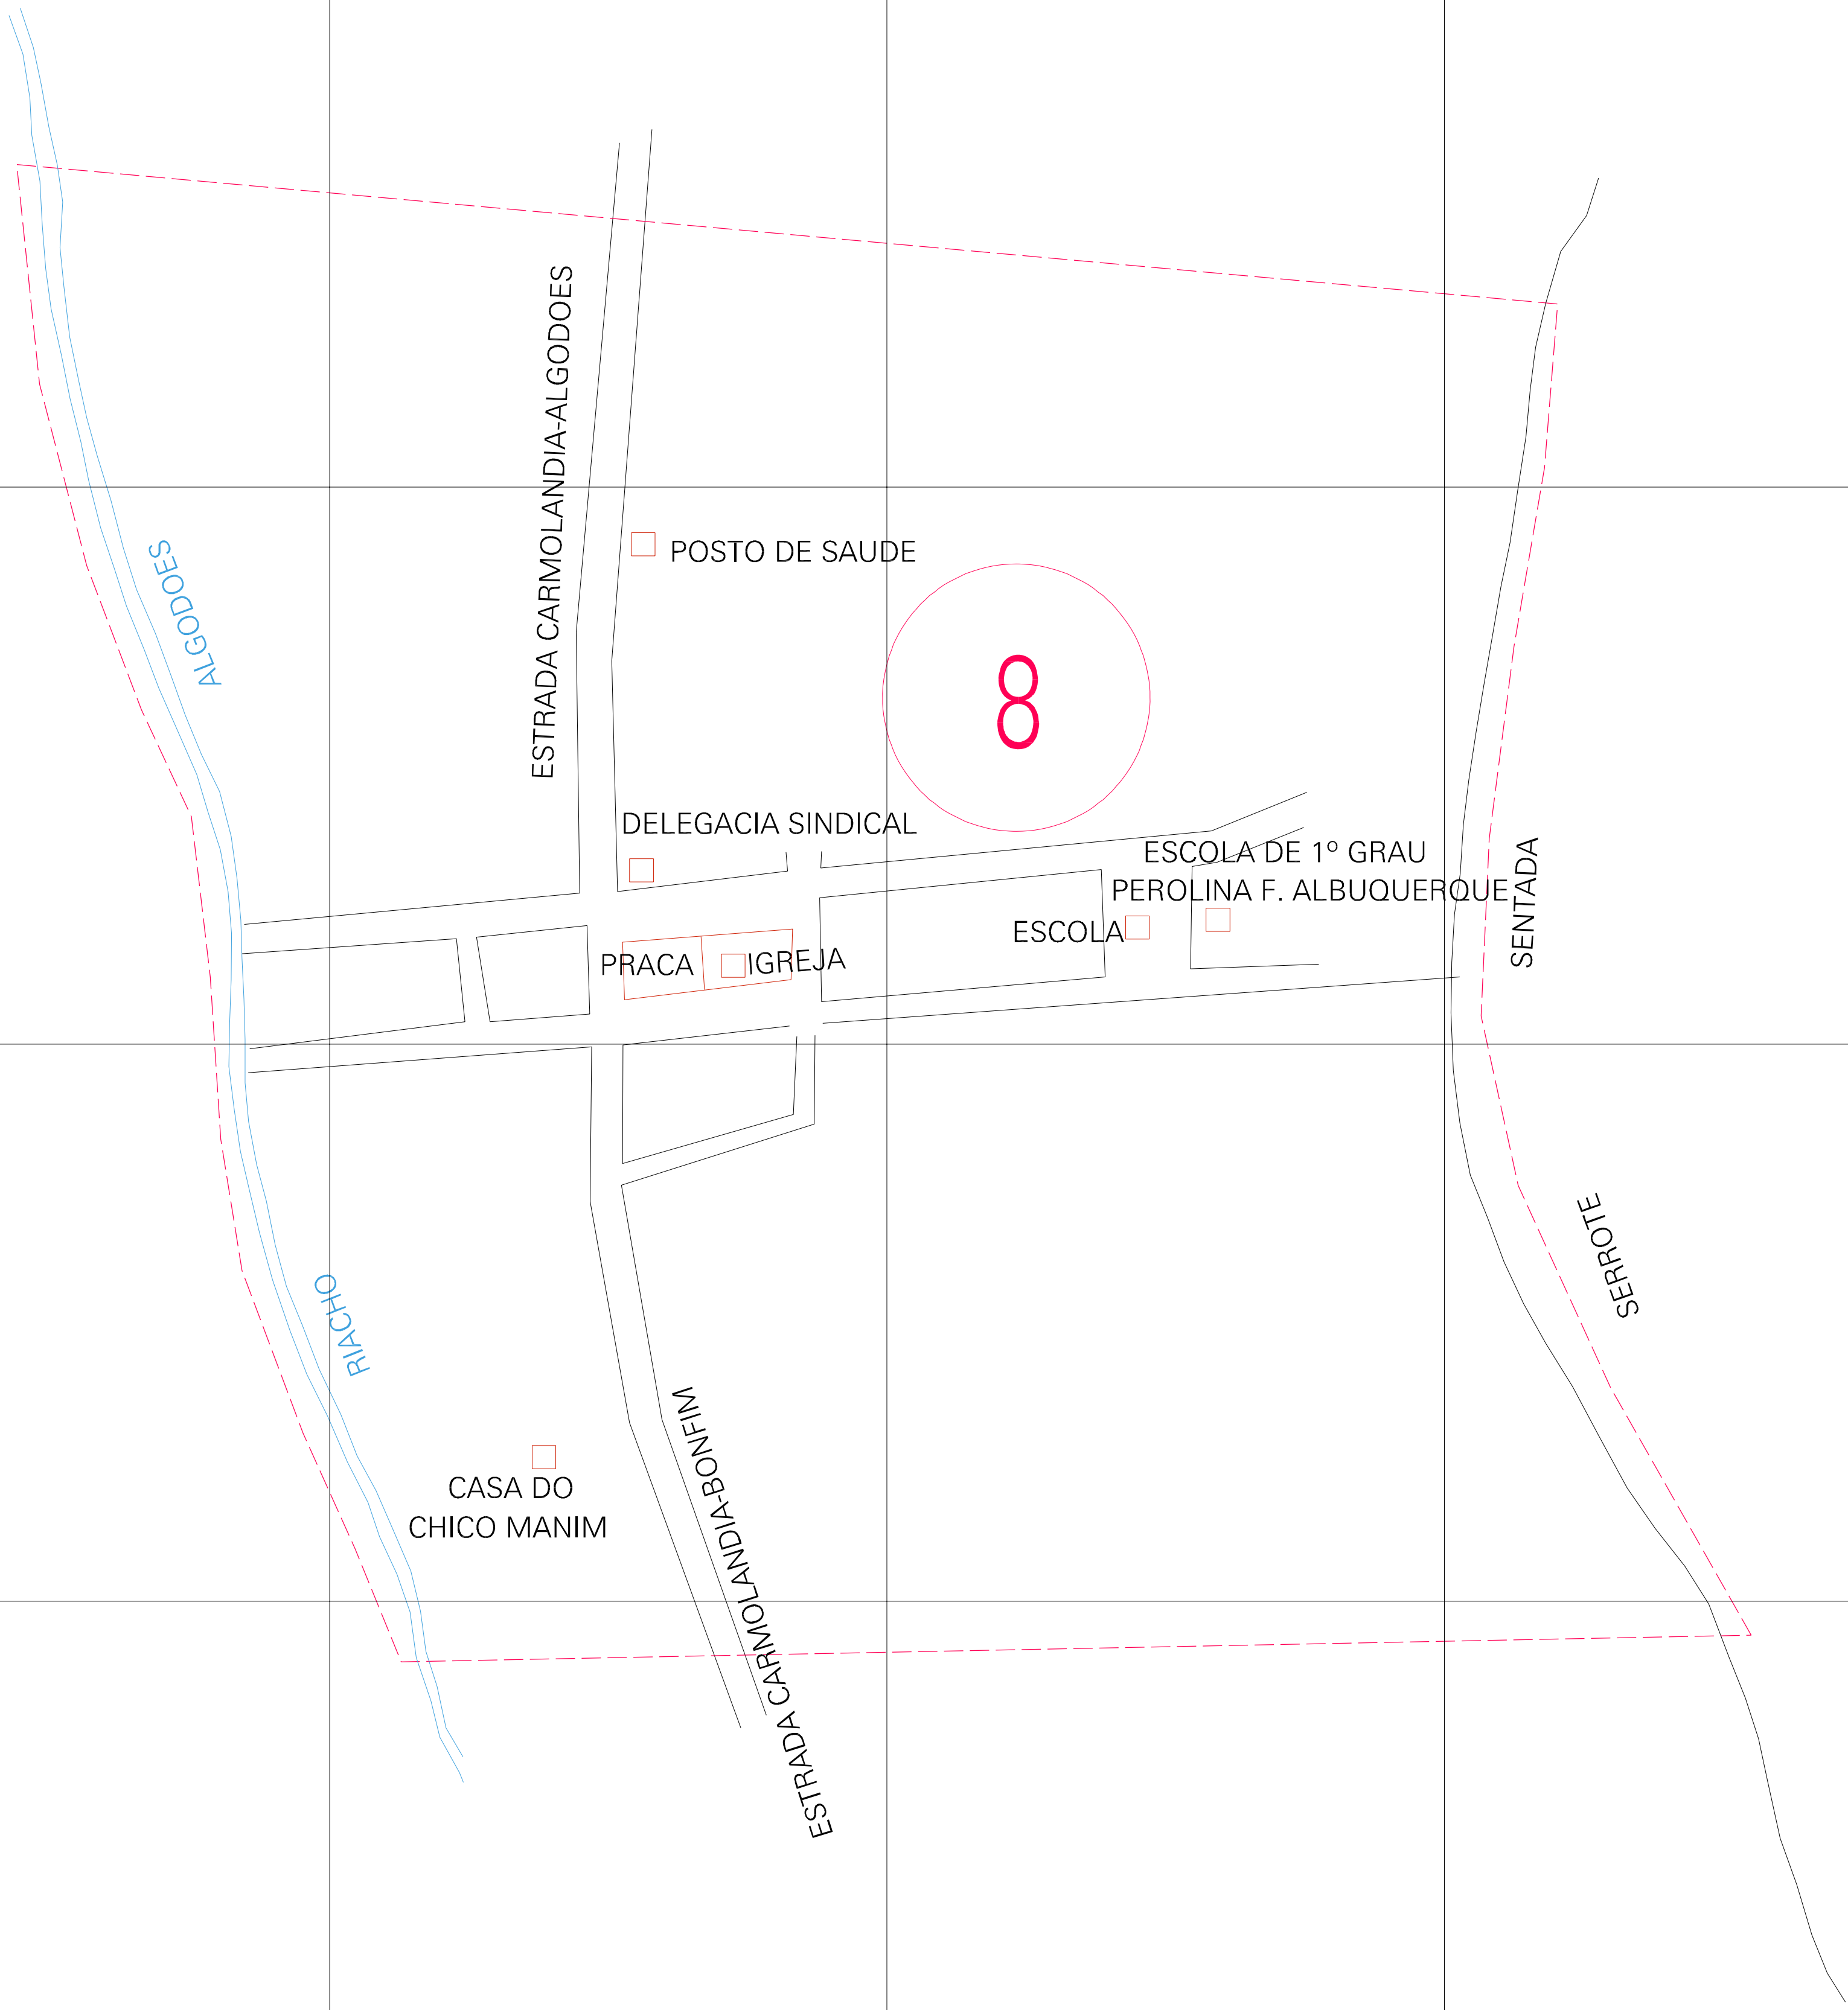 ESTRADA CARMOLANDIA-ALGODOES
POSTO DE SAUDE
ALGODOES
8
DELEGACIA SINDICAL
ESCOLA DE 1º GRAU
PEROLINA F. ALBUQUERQUE
SENTADA
ESCOLA
PRACA
IGREJA
SERROTE
RIACHO
CASA DO
CHICO MANIM
ESTRADA CARMOLANDIA-BONFIM